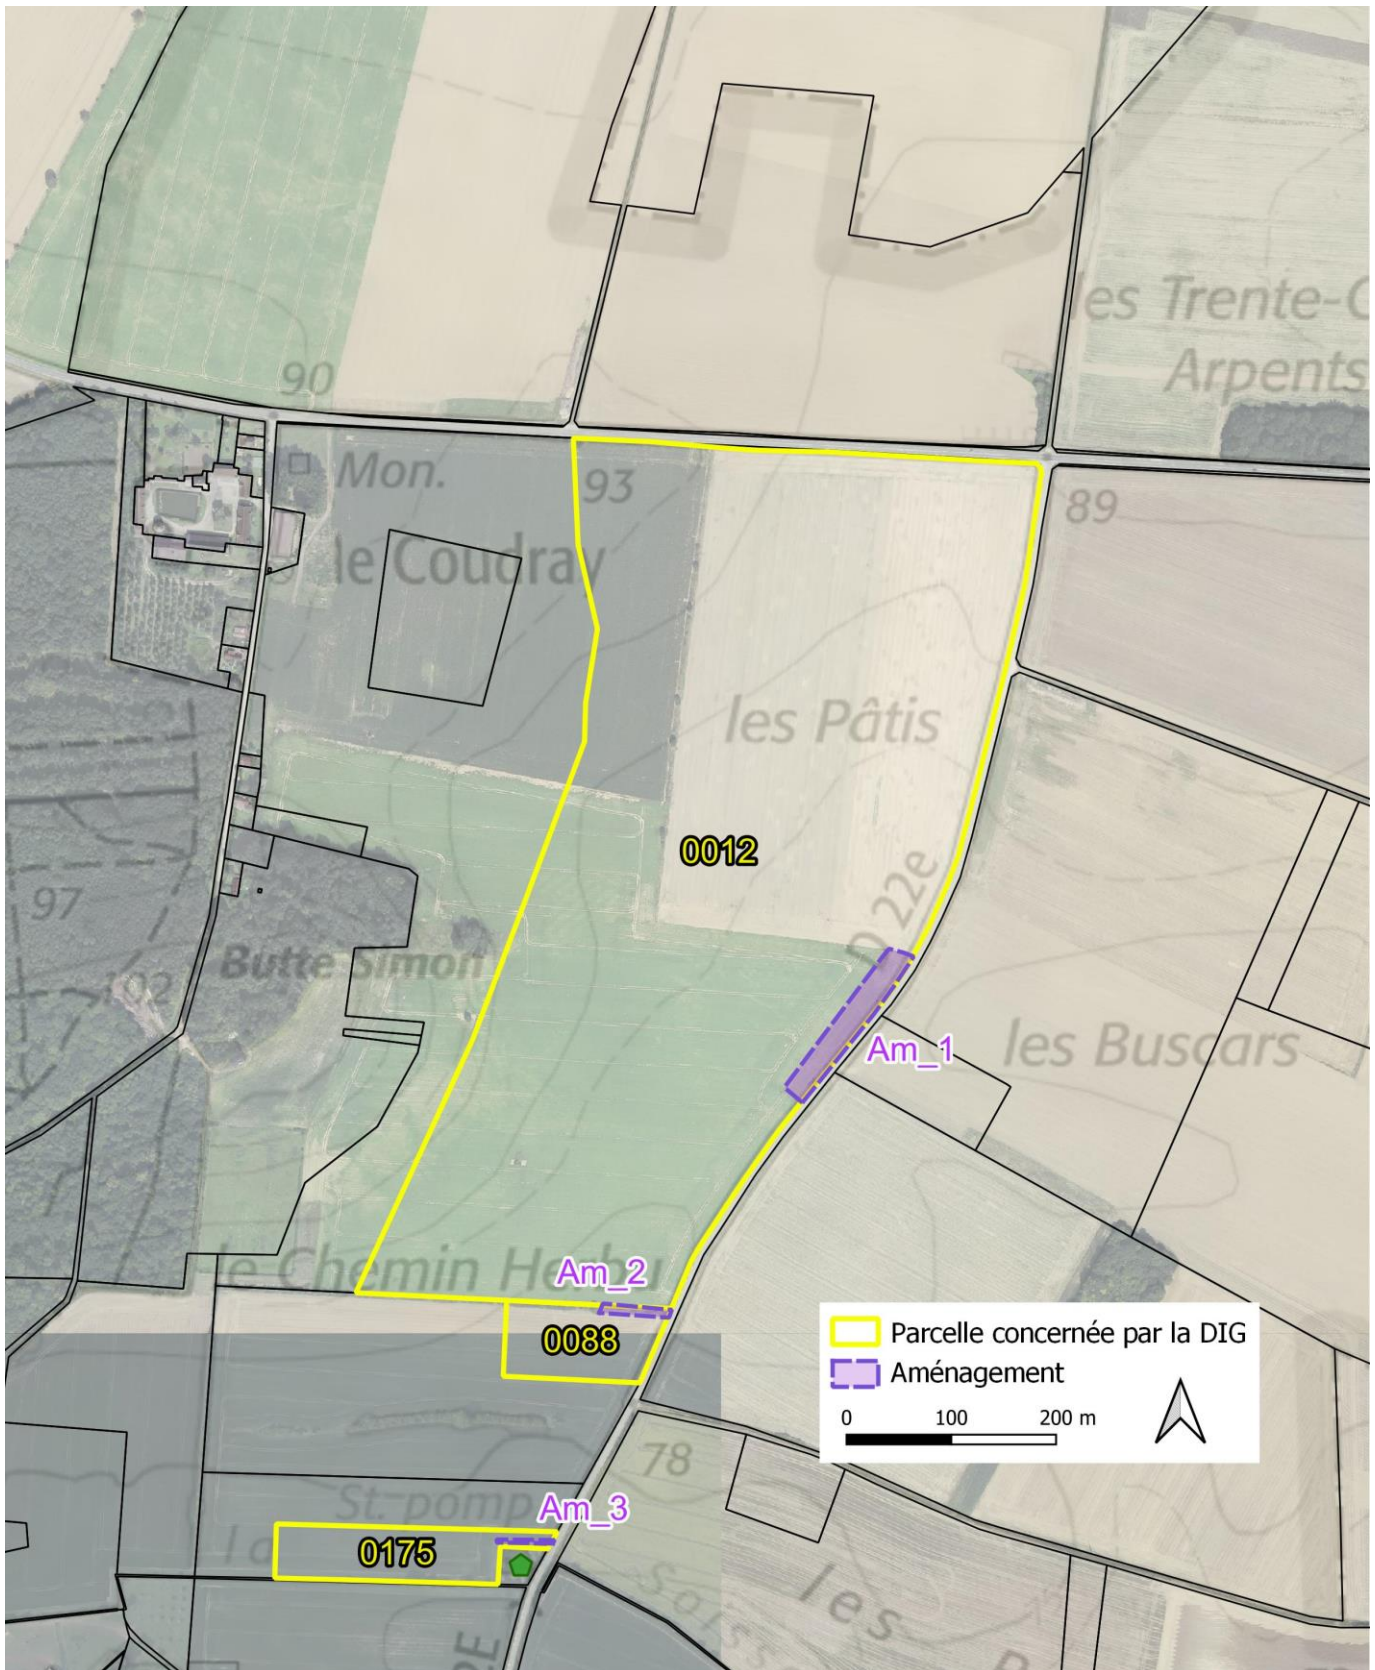 les Trente-C
Arpents
90
Mon.
93
89
le Coudray
les Pâtis
0012
D 22e
97
Butte Simon
102
Am_1
les Buscars
le Chemin Herbu
Am_2
0088
Parcelle concernée par la DIG
Aménagement
0 100 200 m
78
St. pomp
Am_3
0175
les